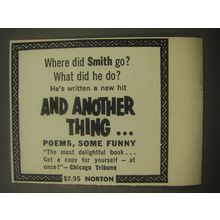 Where did Smith go?
What did he do?
He's written a new hit
AND ANOTHER
THING...
POEMS, SOME FUNNY
"The most delightful book...
Get a copy for yourself — at
once!"—Chicago Tribune
$2.95 NORTON